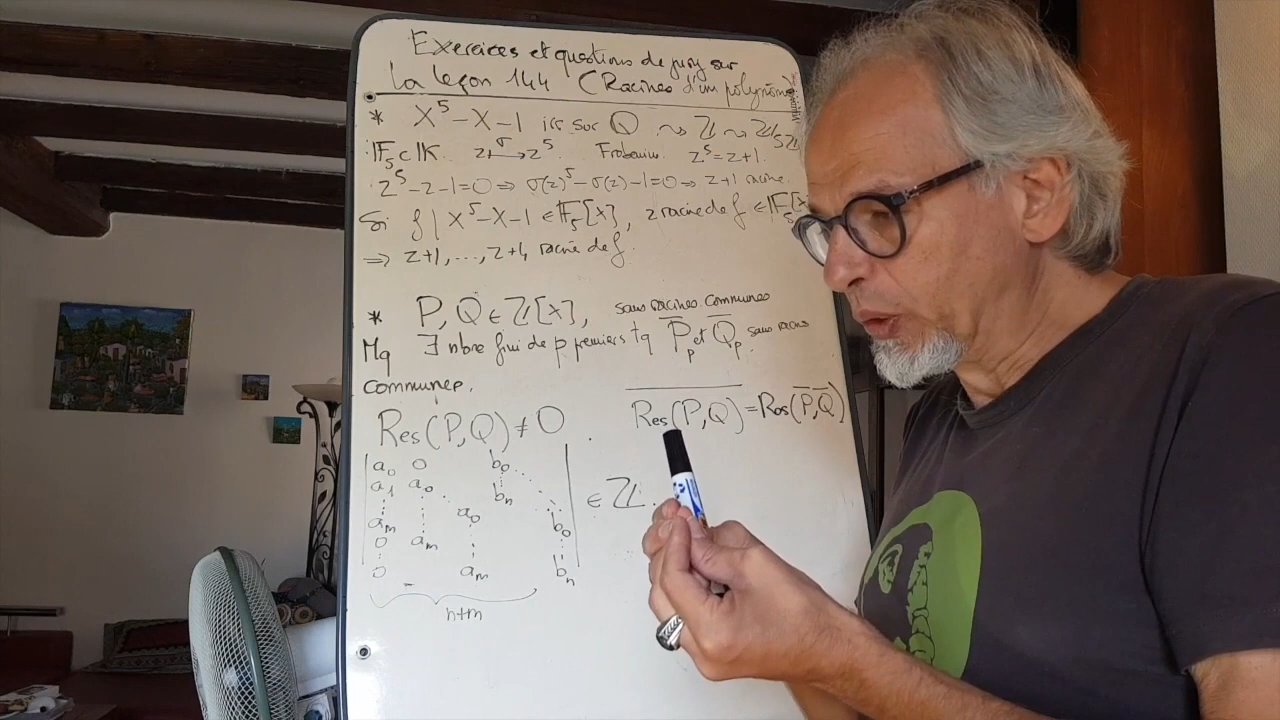 Exercices et questions de jury sur
la leçon 144 (Racines d'un polynôme)
* X⁵-X-1 irr sur ℚ ⇝ ℤ ⇝ ℤ/5ℤ
𝔽₅ ⊂ 𝕂 z ↦^σ z⁵ Frobenius z⁵=z+1.
z⁵-z-1=0 ⇒ σ(z)⁵-σ(z)-1=0 ⇒ z+1 racine
Si f | X⁵-X-1 ∈ 𝔽₅[X], z racine de f ∈ 𝔽₅[X]
⇒ z+1, ..., z+4 racine de f.
* P, Q ∈ ℤ[X], sans racines communes
Mq ∃ nbre fini de p premiers tq P̄ₚ et Q̄ₚ sans racines
communes.
Res(P,Q) ≠ 0. \overline{Res(P,Q)} = Res(P̄,Q̄)
a₀ 0 b₀
a₁ a₀ ⋱ ⋮ ⋱
⋮ ⋮ a₀ bₙ b₀ ∈ ℤ.
aₘ
0 aₘ ⋮ ⋮
0 aₘ bₙ
n+m